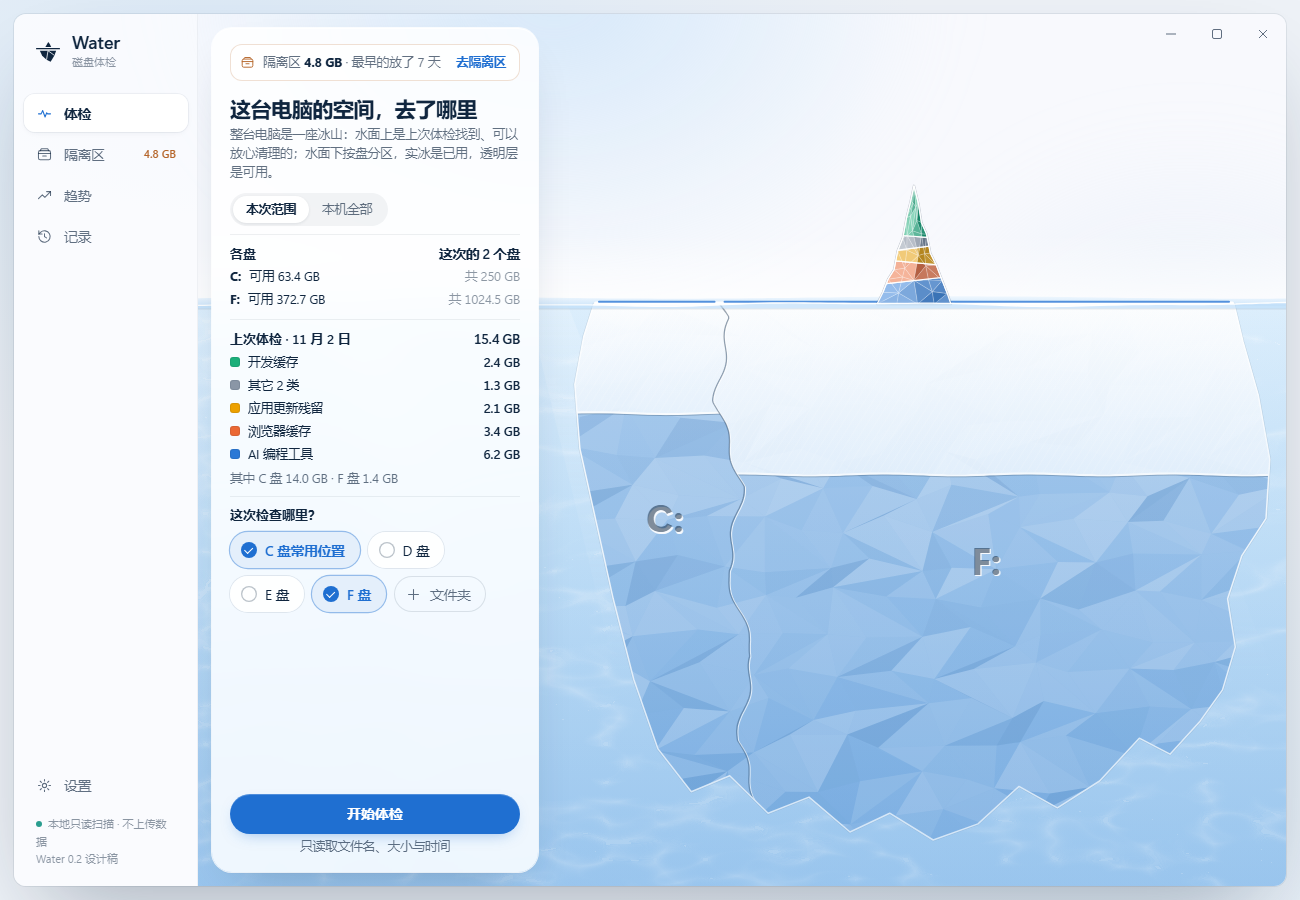 Water
磁盘体检
体检
隔离区 4.8 GB
趋势
记录
设置
本地只读扫描 · 不上传数
据
Water 0.2 设计稿
隔离区 4.8 GB · 最早的放了 7 天 去隔离区
这台电脑的空间，去了哪里
整台电脑是一座冰山：水面上是上次体检找到、可以
放心清理的；水面下按盘分区，实冰是已用，透明层
是可用。
本次范围 本机全部
各盘 这次的 2 个盘
C: 可用 63.4 GB 共 250 GB
F: 可用 372.7 GB 共 1024.5 GB
上次体检 · 11 月 2 日 15.4 GB
开发缓存 2.4 GB
其它 2 类 1.3 GB
应用更新残留 2.1 GB
浏览器缓存 3.4 GB
AI 编程工具 6.2 GB
其中 C 盘 14.0 GB · F 盘 1.4 GB
这次检查哪里?
C 盘常用位置 D 盘
E 盘 F 盘 文件夹
开始体检
只读取文件名、大小与时间
C:
F: